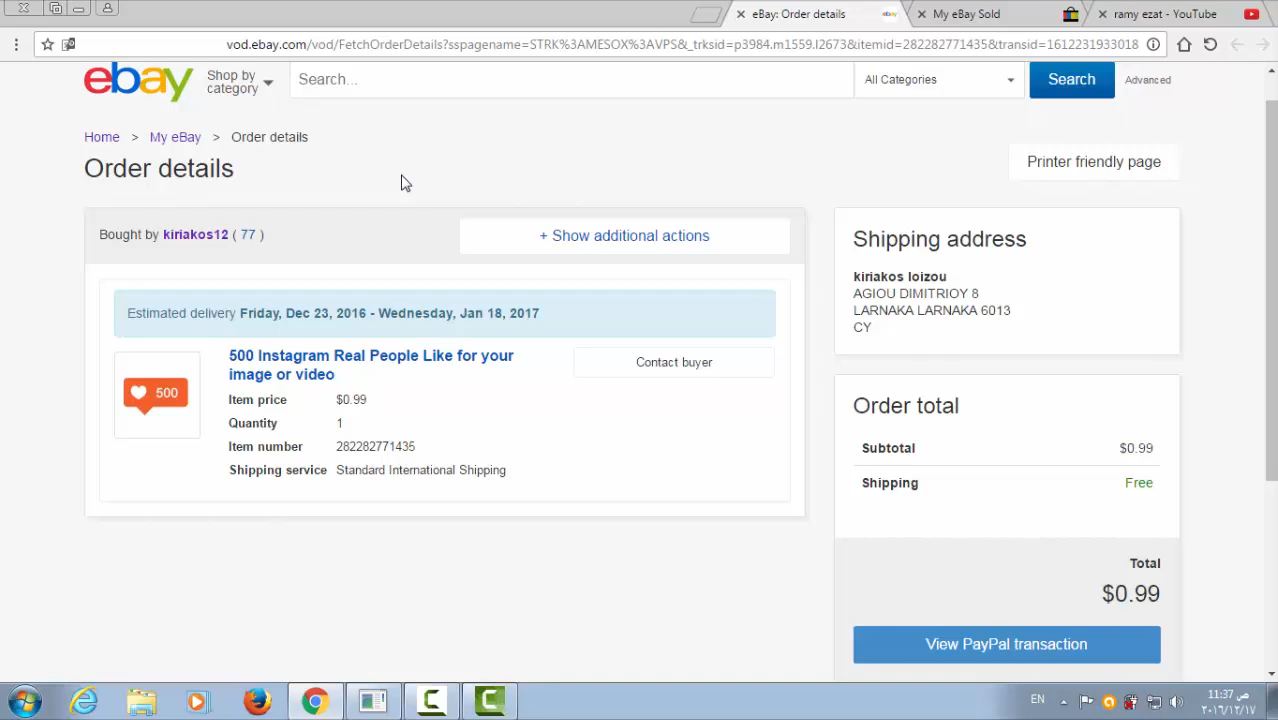 eBay: Order details
My eBay Sold
ramy ezat - YouTube
vod.ebay.com/vod/FetchOrderDetails?sspagename=STRK%3AMESOX%3AVPS&_trksid=p3984.m1559.l2673&itemid=282282771435&transid=1612231933018
ebay
Shop by category
Search...
All Categories
Search
Advanced
Home > My eBay > Order details
Order details
Printer friendly page
Bought by kiriakos12 ( 77 )
+ Show additional actions
Estimated delivery Friday, Dec 23, 2016 - Wednesday, Jan 18, 2017
500
500 Instagram Real People Like for your
image or video
Contact buyer
Item price $0.99
Quantity 1
Item number 282282771435
Shipping service Standard International Shipping
Shipping address
kiriakos loizou
AGIOU DIMITRIOY 8
LARNAKA LARNAKA 6013
CY
Order total
Subtotal $0.99
Shipping Free
Total
$0.99
View PayPal transaction
EN
11:37 ص
٢٠١٦/١٢/١٧